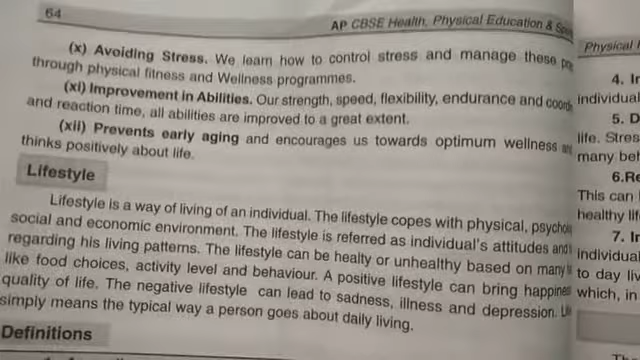 64
AP CBSE Health, Physical Education &
(x) Avoiding Stress. We learn how to control stress and manage these
through physical fitness and Wellness programmes.
(xi) Improvement in Abilities. Our strength, speed, flexibility, endurance and
and reaction time, all abilities are improved to a great extent.
(xii) Prevents early aging and encourages us towards optimum wellness
thinks positively about life.
Lifestyle
Lifestyle is a way of living of an individual. The lifestyle copes with physical,
social and economic environment. The lifestyle is referred as individual's attitudes and
regarding his living patterns. The lifestyle can be healty or unhealthy based on many
like food choices, activity level and behaviour. A positive lifestyle can bring
quality of life. The negative lifestyle can lead to sadness, illness and depression.
simply means the typical way a person goes about daily living.
Definitions
Physical
4.
individual
5.
life.
many
6.
This can
healthy
7.
individual
to day
which, in